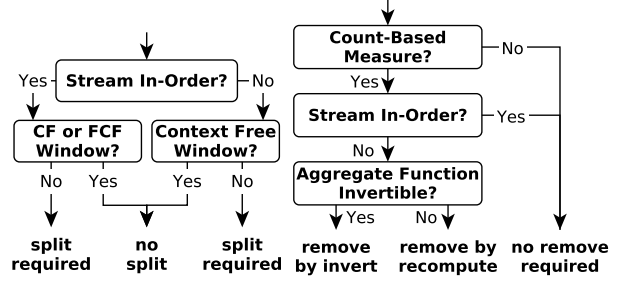 Stream In-Order?
Yes
No
CF or FCF
Window?
Context Free
Window?
No
Yes
Yes
No
split
required
no
split
split
required
Count-Based
Measure?
No
Yes
Stream In-Order?
Yes
No
Aggregate Function
Invertible?
Yes
No
remove
by invert
remove by
recompute
no remove
required